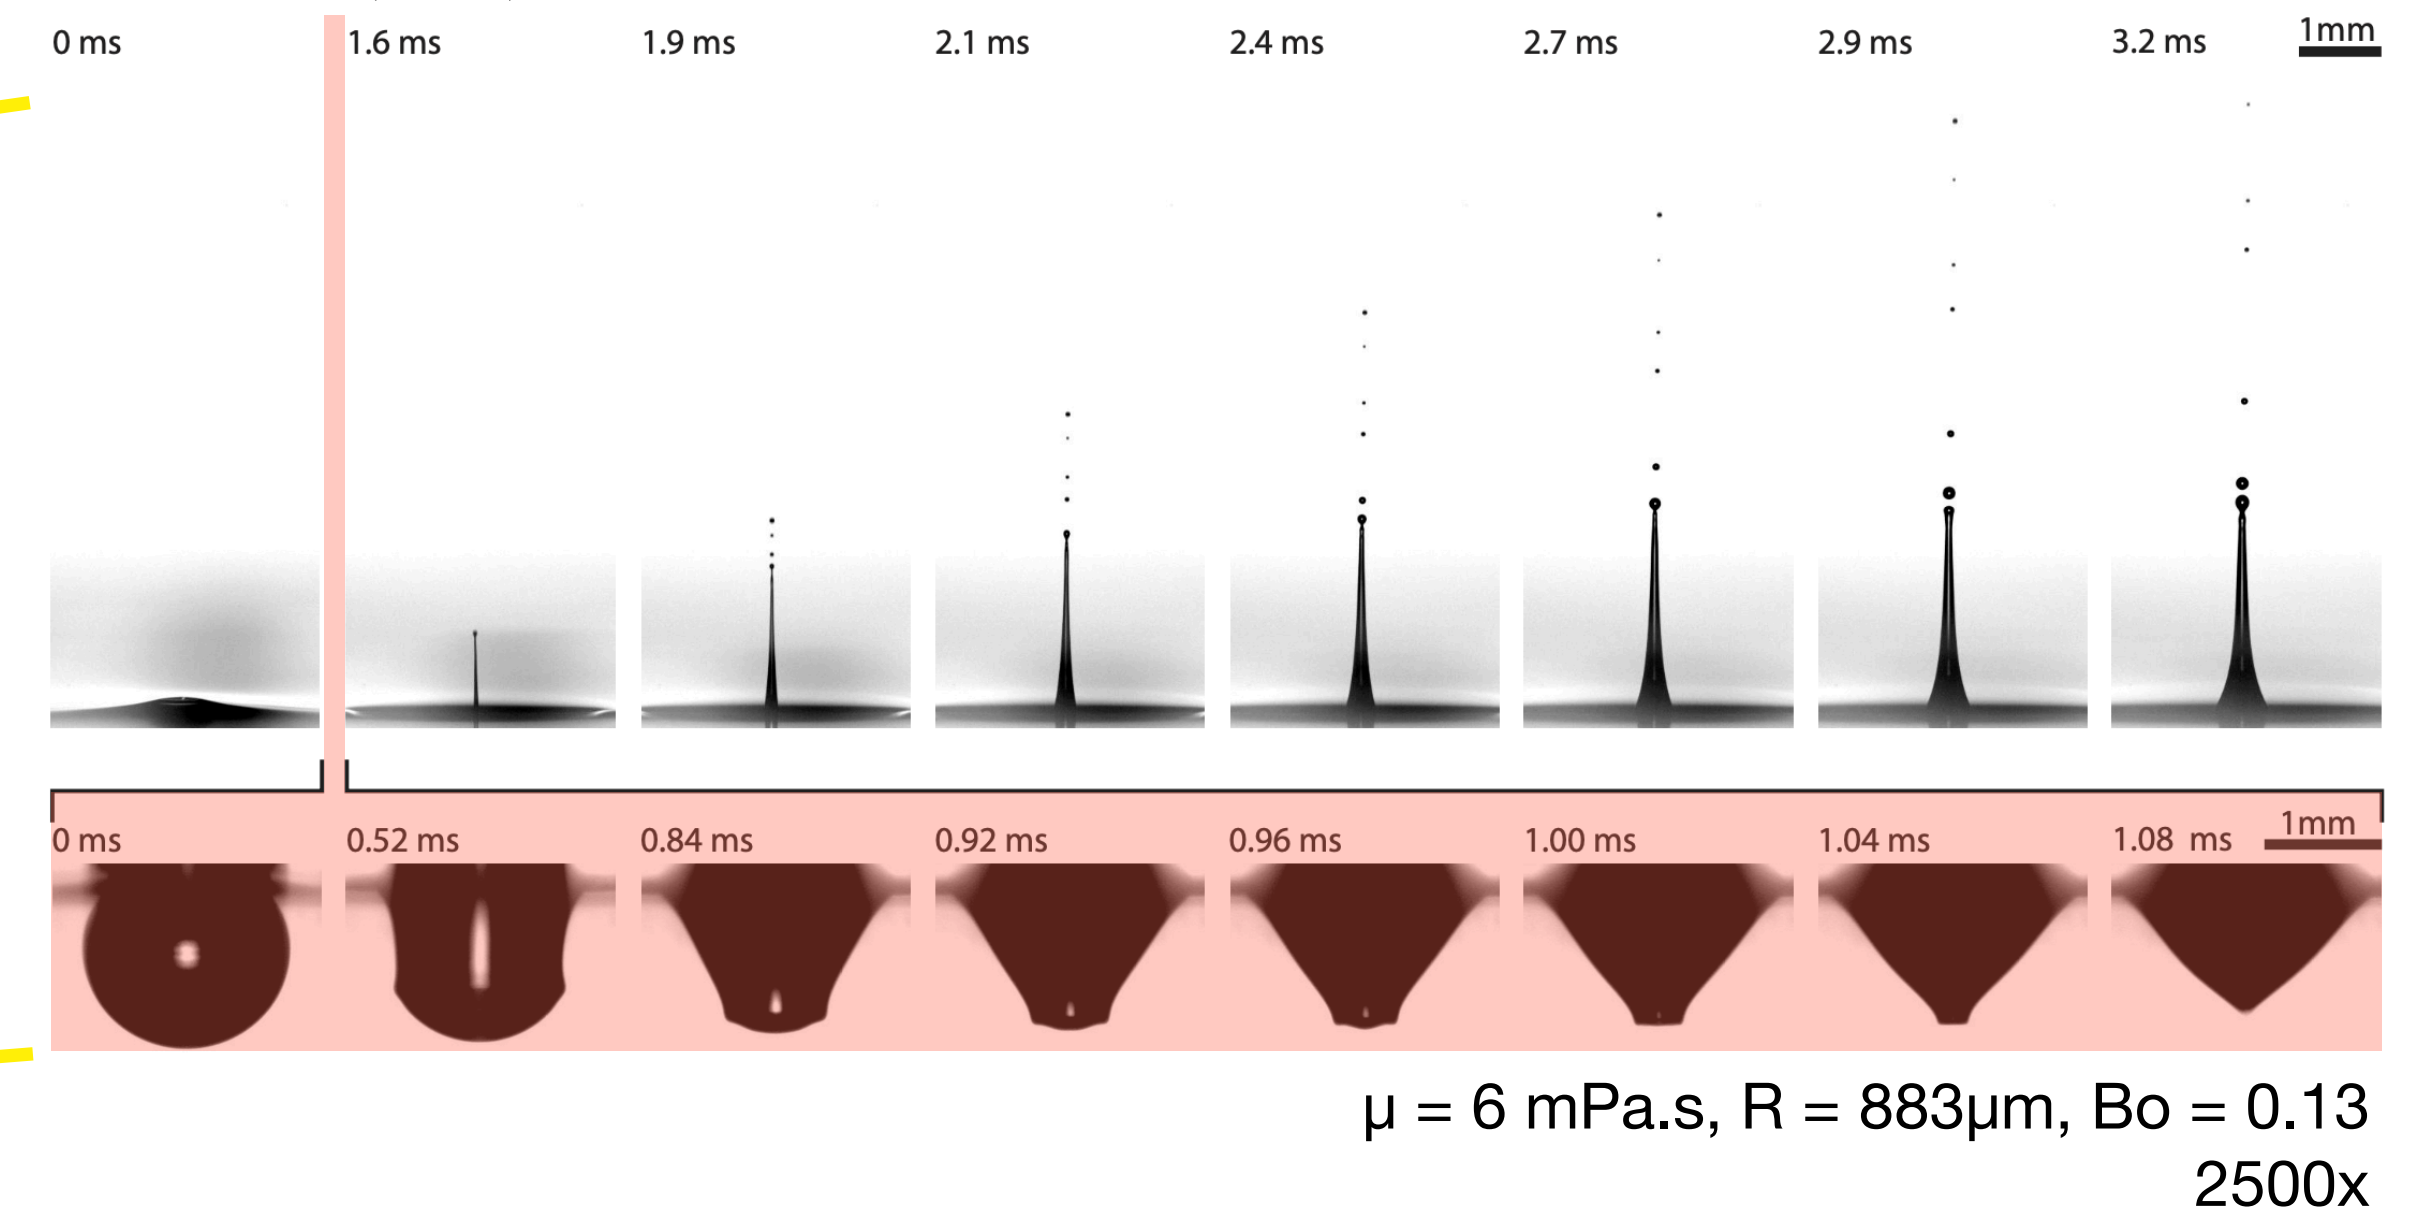 0 ms 1.6 ms 1.9 ms 2.1 ms 2.4 ms 2.7 ms 2.9 ms 3.2 ms 1mm
0 ms 0.52 ms 0.84 ms 0.92 ms 0.96 ms 1.00 ms 1.04 ms 1.08 ms 1mm
µ = 6 mPa.s, R = 883µm, Bo = 0.13
2500x